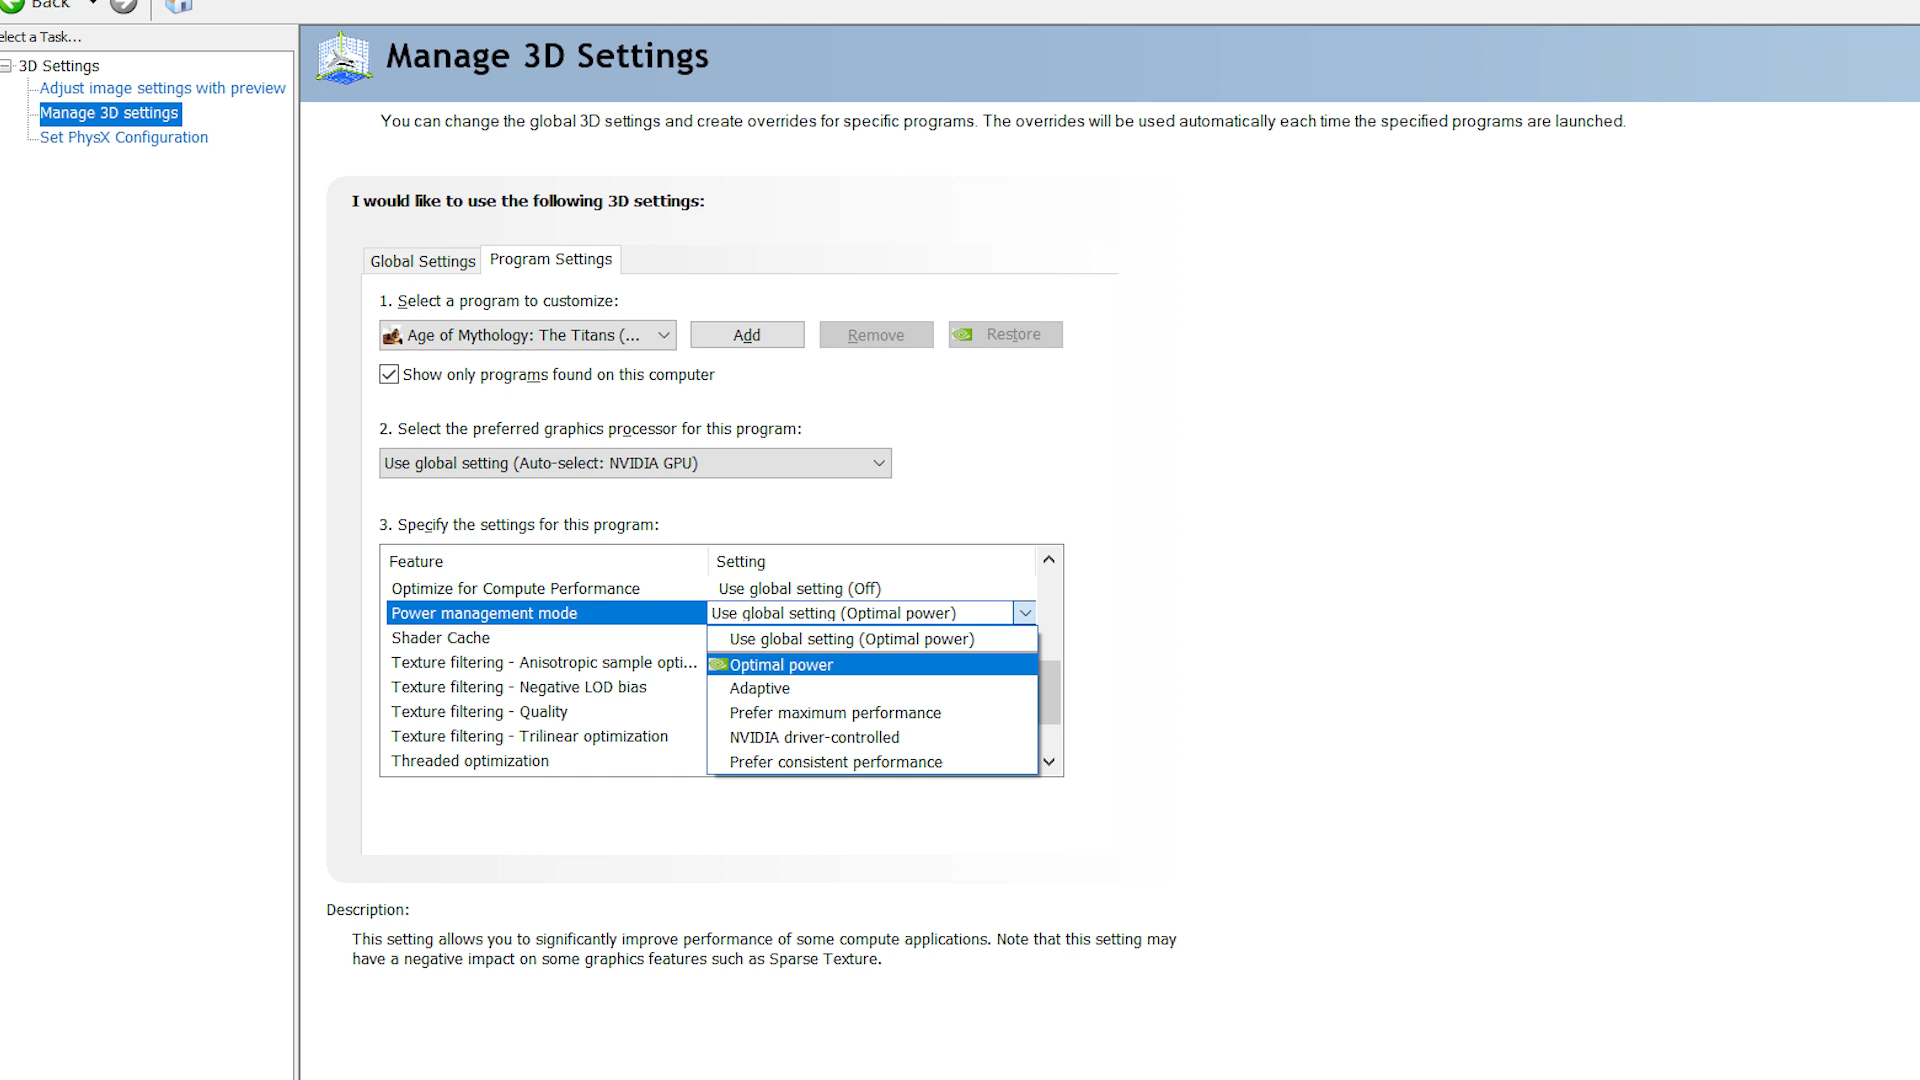 Back
elect a Task...
3D Settings
Adjust image settings with preview
Manage 3D settings
Set PhysX Configuration
Manage 3D Settings
You can change the global 3D settings and create overrides for specific programs. The overrides will be used automatically each time the specified programs are launched.
I would like to use the following 3D settings:
Global Settings
Program Settings
1. Select a program to customize:
Age of Mythology: The Titans (...
Add
Remove
Restore
Show only programs found on this computer
2. Select the preferred graphics processor for this program:
Use global setting (Auto-select: NVIDIA GPU)
3. Specify the settings for this program:
Feature
Setting
Optimize for Compute Performance
Use global setting (Off)
Power management mode
Use global setting (Optimal power)
Shader Cache
Use global setting (Optimal power)
Texture filtering - Anisotropic sample opti...
Optimal power
Texture filtering - Negative LOD bias
Adaptive
Texture filtering - Quality
Prefer maximum performance
Texture filtering - Trilinear optimization
NVIDIA driver-controlled
Threaded optimization
Prefer consistent performance
Description:
This setting allows you to significantly improve performance of some compute applications. Note that this setting may
have a negative impact on some graphics features such as Sparse Texture.